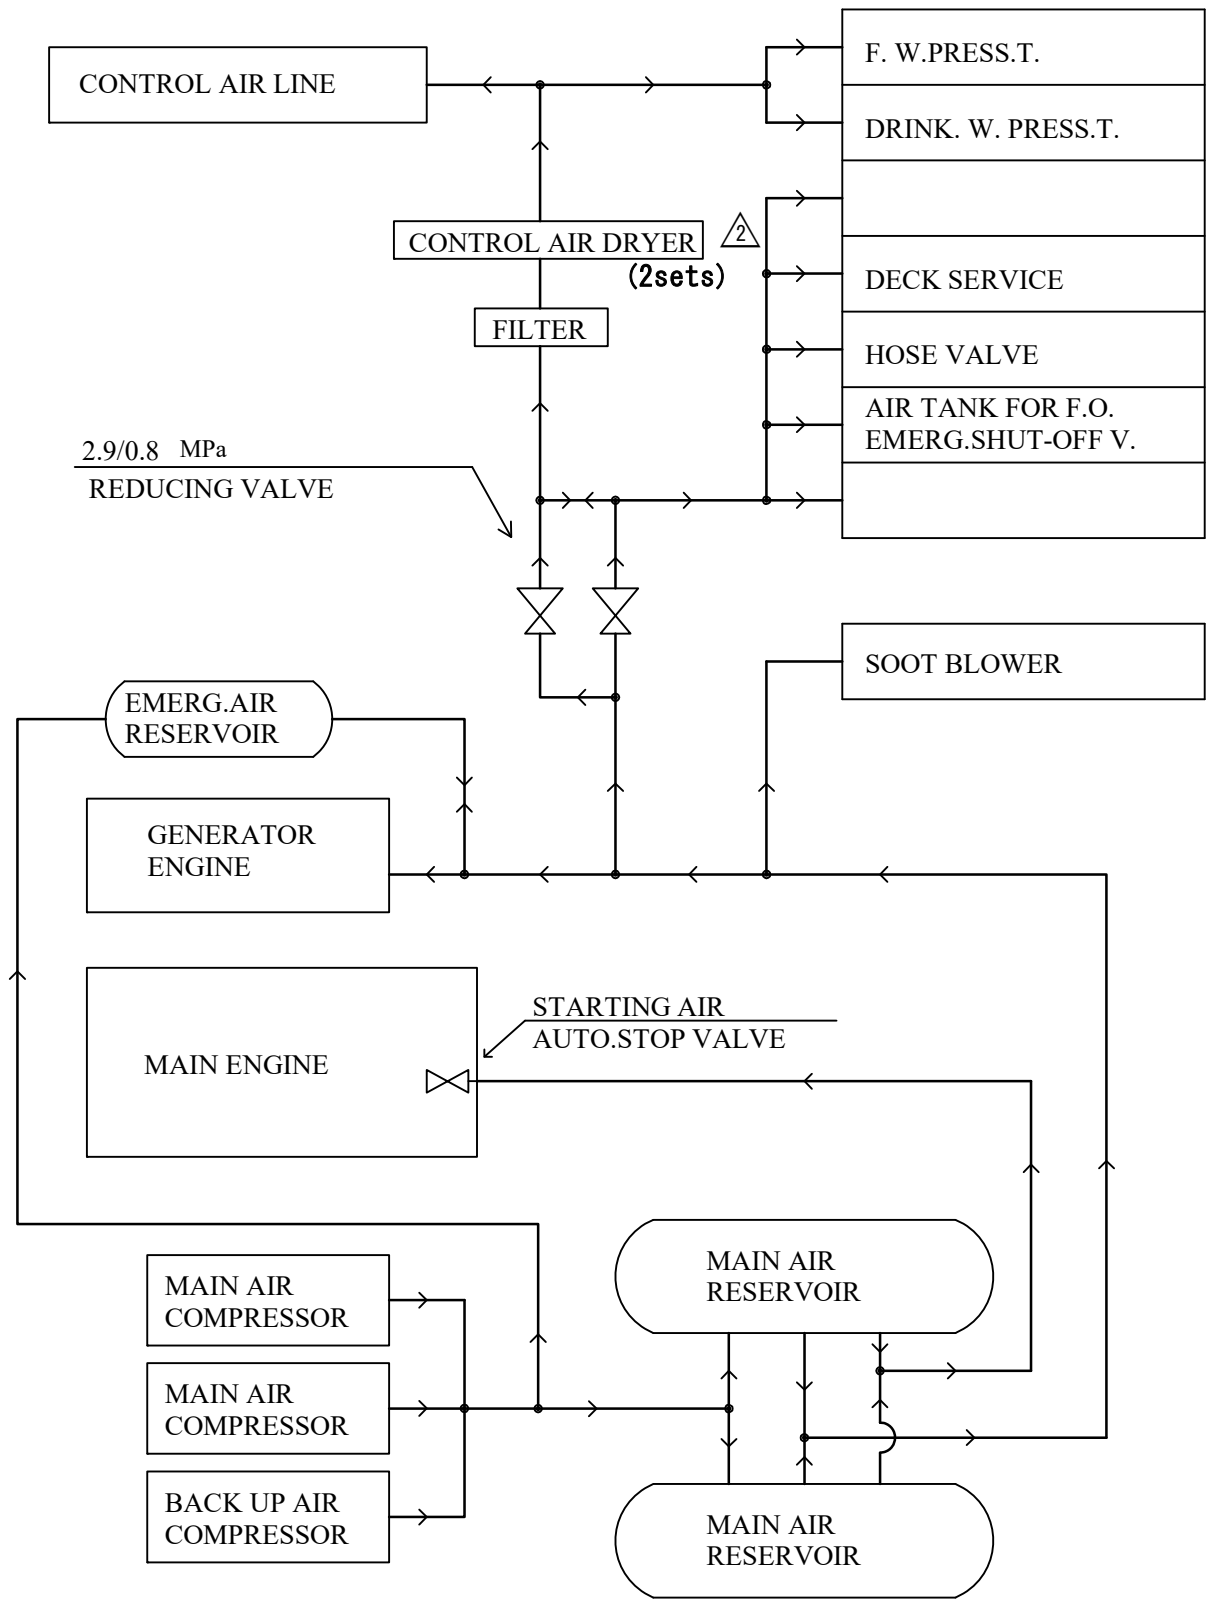 F. W.PRESS.T.
CONTROL AIR LINE
DRINK. W. PRESS.T.
CONTROL AIR DRYER
2
(2sets)
DECK SERVICE
FILTER
HOSE VALVE
AIR TANK FOR F.O.
EMERG.SHUT-OFF V.
2.9/0.8 MPa
REDUCING VALVE
SOOT BLOWER
EMERG.AIR
RESERVOIR
GENERATOR
ENGINE
STARTING AIR
AUTO.STOP VALVE
MAIN ENGINE
MAIN AIR
RESERVOIR
MAIN AIR
COMPRESSOR
MAIN AIR
COMPRESSOR
BACK UP AIR
COMPRESSOR
MAIN AIR
RESERVOIR